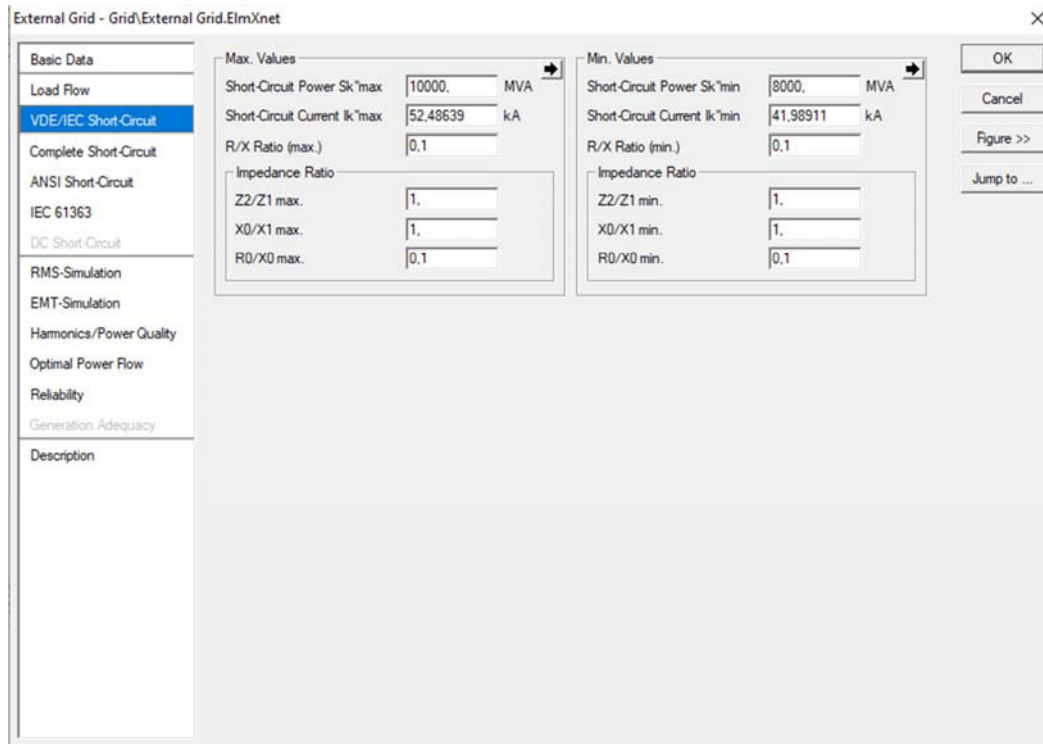 External Grid - Grid\External Grid.ElmXnet
Basic Data
Load Flow
VDE/IEC Short-Circuit
Complete Short-Circuit
ANSI Short-Circuit
IEC 61363
DC Short-Circuit
RMS-Simulation
EMT-Simulation
Harmonics/Power Quality
Optimal Power Flow
Reliability
Generation Adequacy
Description
Max. Values
Short-Circuit Power Sk"max 10000, MVA
Short-Circuit Current Ik"max 52,48639 kA
R/X Ratio (max.) 0,1
Impedance Ratio
Z2/Z1 max. 1,
X0/X1 max. 1,
R0/X0 max. 0,1
Min. Values
Short-Circuit Power Sk"min 8000, MVA
Short-Circuit Current Ik"min 41,98911 kA
R/X Ratio (min.) 0,1
Impedance Ratio
Z2/Z1 min. 1,
X0/X1 min. 1,
R0/X0 min. 0,1
OK
Cancel
Figure >>
Jump to ...